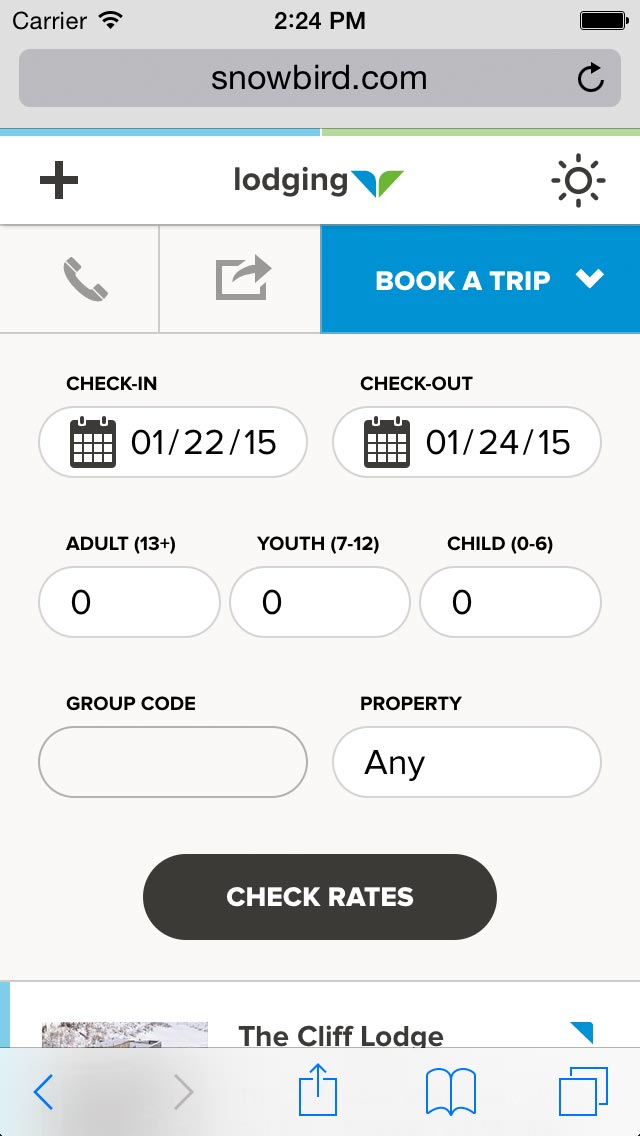 Carrier 2:24 PM
snowbird.com
lodging
BOOK A TRIP
CHECK-IN CHECK-OUT
01/22/15 01/24/15
ADULT (13+) YOUTH (7-12) CHILD (0-6)
0 0 0
GROUP CODE PROPERTY
Any
CHECK RATES
The Cliff Lodge